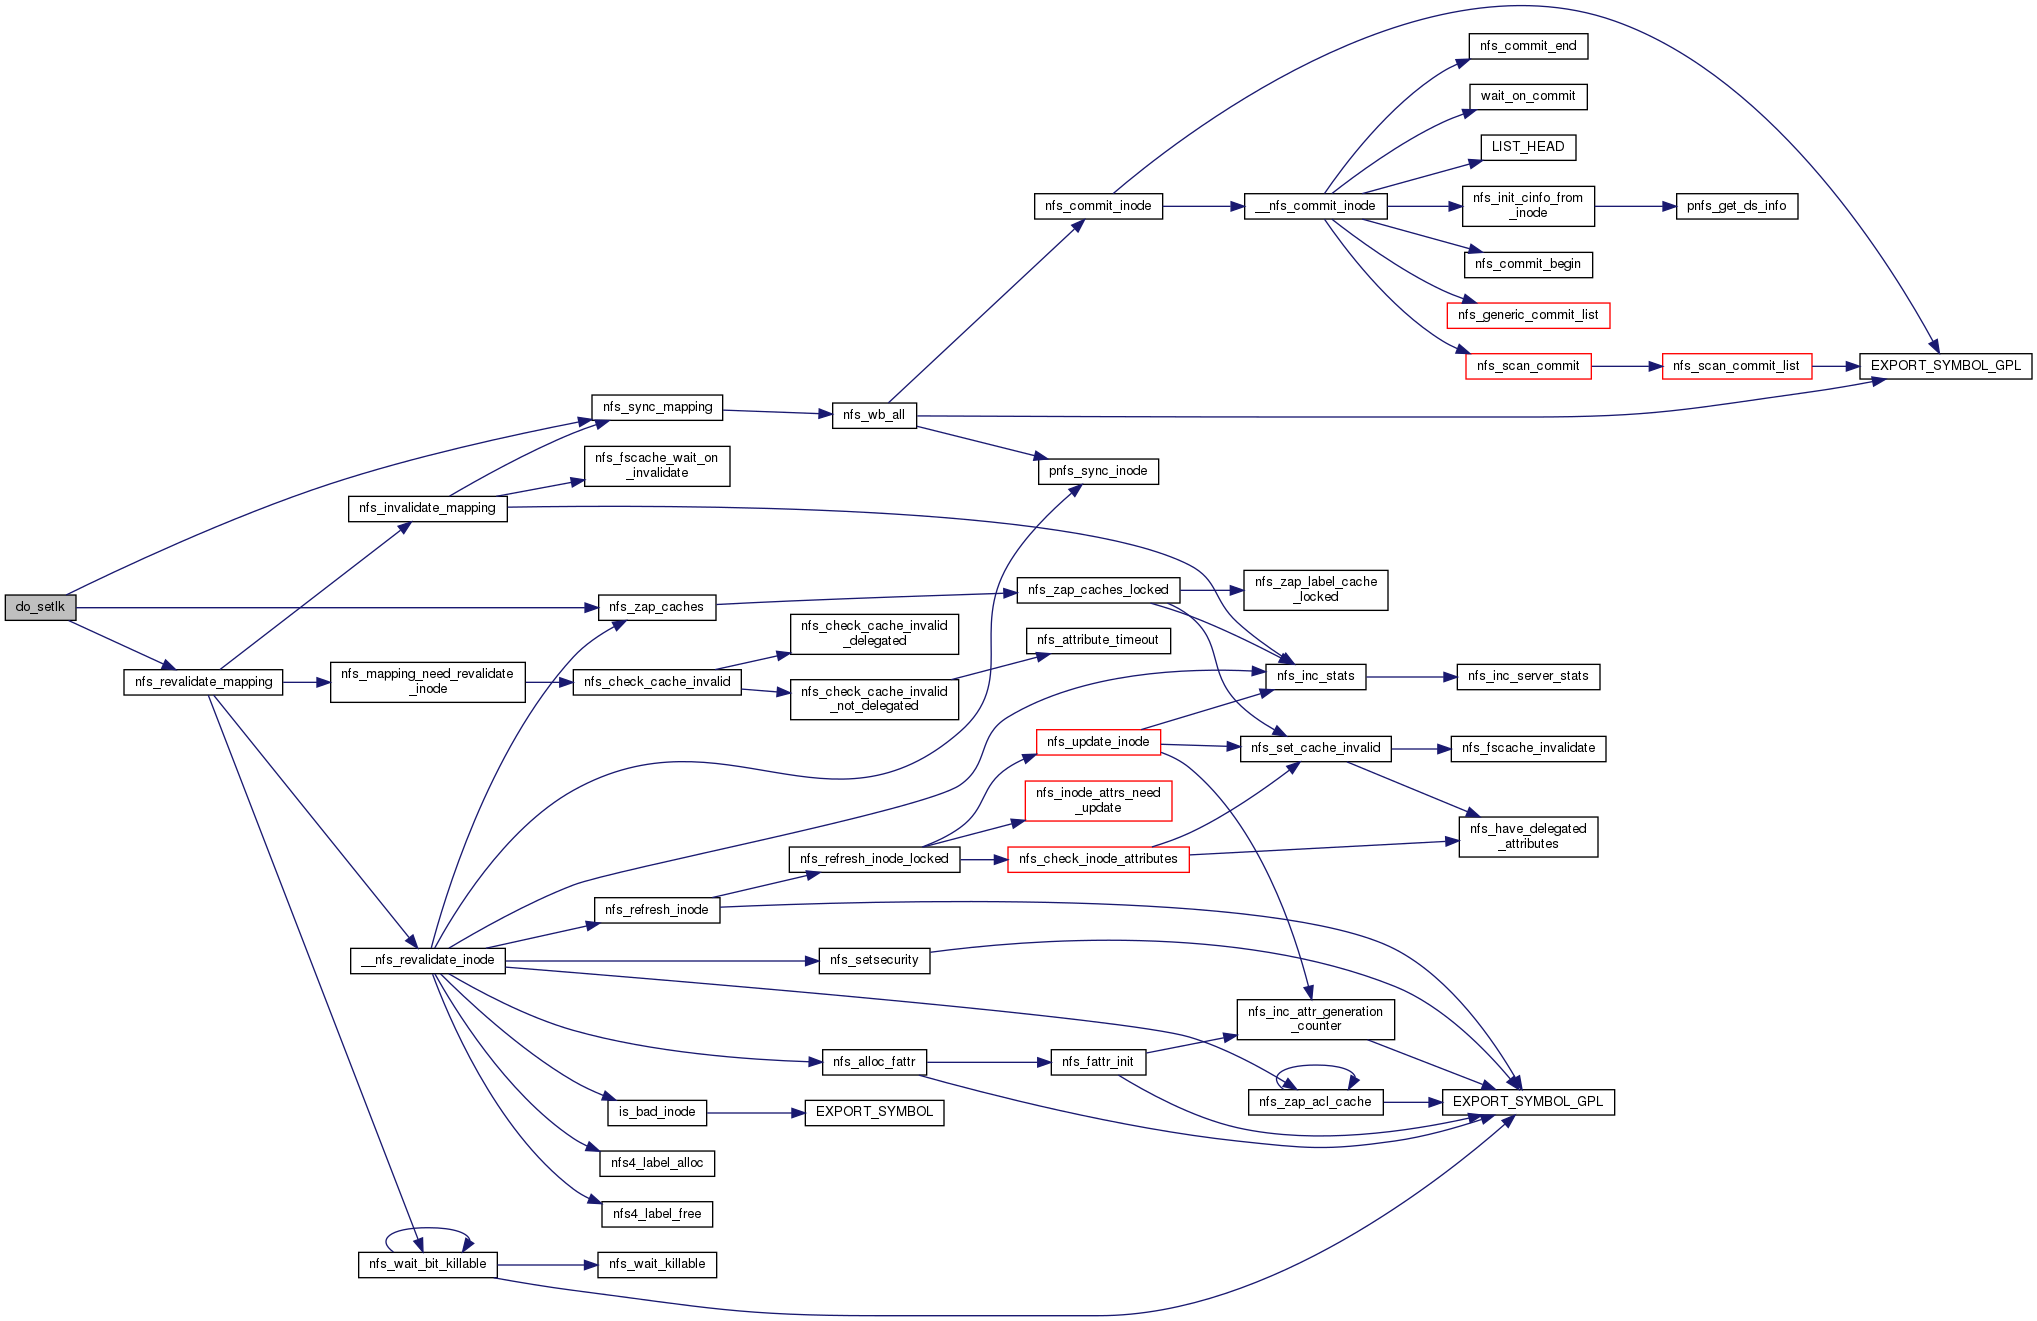 nfs_commit_end
wait_on_commit
LIST_HEAD
nfs_commit_inode
__nfs_commit_inode
nfs_init_cinfo_from
_inode
pnfs_get_ds_info
nfs_commit_begin
nfs_generic_commit_list
nfs_scan_commit
nfs_scan_commit_list
EXPORT_SYMBOL_GPL
nfs_sync_mapping
nfs_wb_all
nfs_fscache_wait_on
_invalidate
pnfs_sync_inode
nfs_invalidate_mapping
do_setlk
nfs_zap_caches
nfs_zap_caches_locked
nfs_zap_label_cache
_locked
nfs_check_cache_invalid
_delegated
nfs_attribute_timeout
nfs_revalidate_mapping
nfs_mapping_need_revalidate
_inode
nfs_check_cache_invalid
nfs_check_cache_invalid
_not_delegated
nfs_inc_stats
nfs_inc_server_stats
nfs_update_inode
nfs_set_cache_invalid
nfs_fscache_invalidate
nfs_inode_attrs_need
_update
nfs_have_delegated
_attributes
nfs_refresh_inode_locked
nfs_check_inode_attributes
nfs_refresh_inode
__nfs_revalidate_inode
nfs_setsecurity
nfs_inc_attr_generation
_counter
nfs_alloc_fattr
nfs_fattr_init
nfs_zap_acl_cache
EXPORT_SYMBOL_GPL
is_bad_inode
EXPORT_SYMBOL
nfs4_label_alloc
nfs4_label_free
nfs_wait_bit_killable
nfs_wait_killable